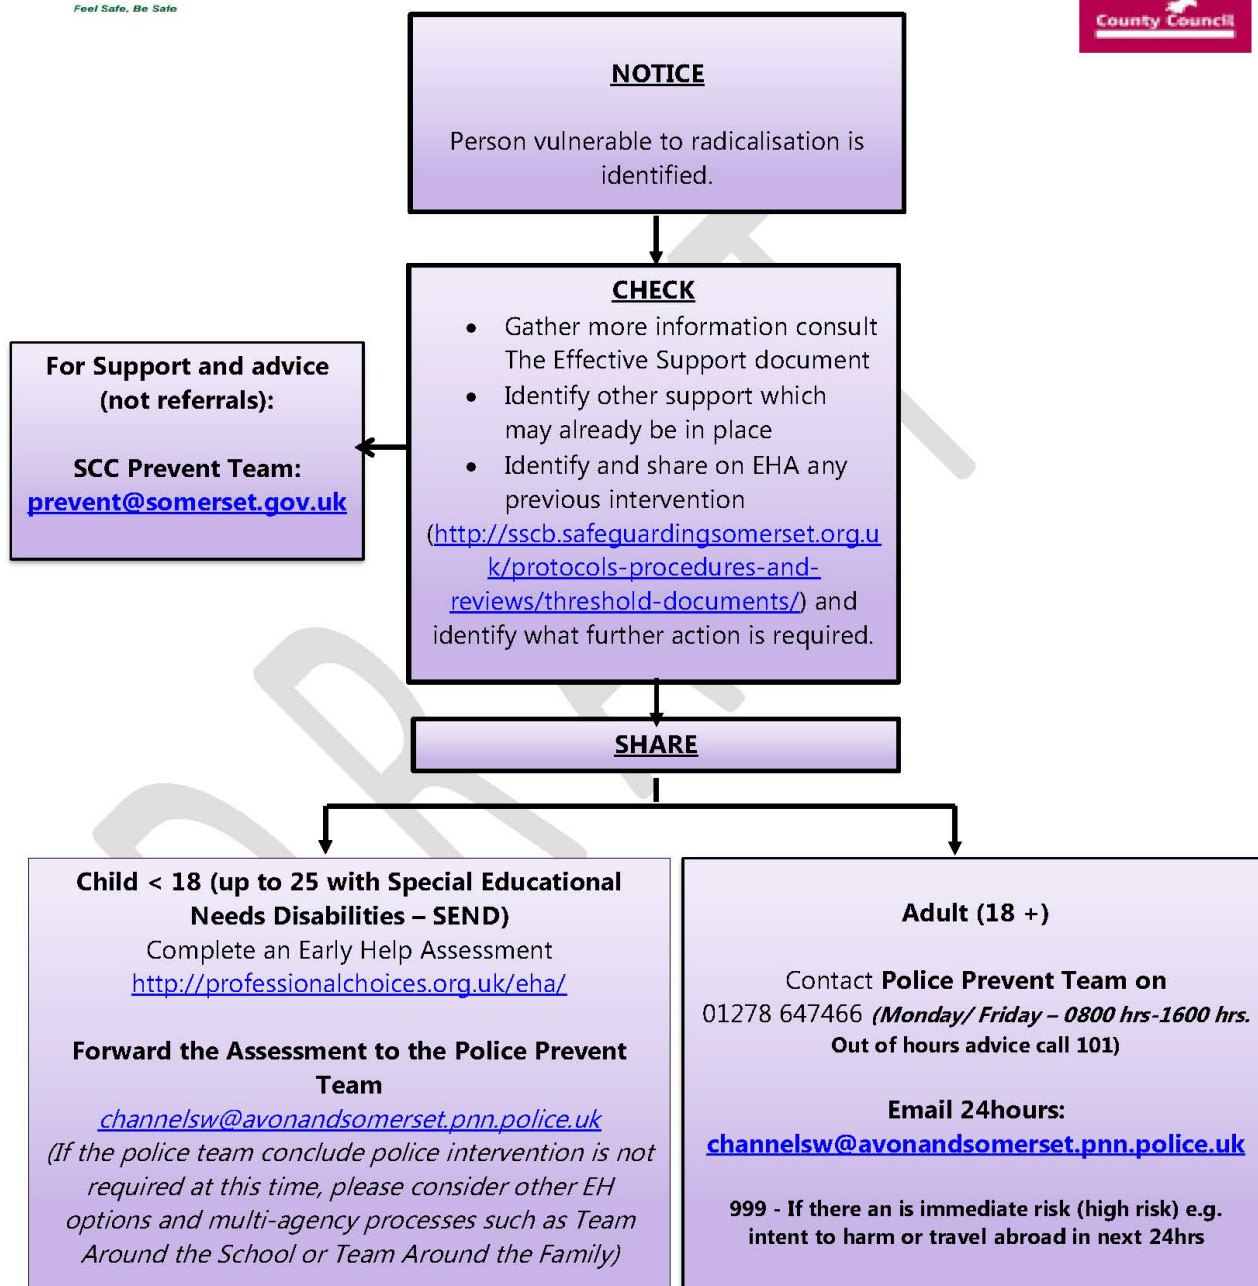 Feel Safe, Be Safe
County Council
NOTICE
Person vulnerable to radicalisation is
identified.
CHECK
• Gather more information consult
The Effective Support document
• Identify other support which
may already be in place
• Identify and share on EHA any
previous intervention
(http://sscb.safeguardingsomerset.org.u
k/protocols-procedures-and-
reviews/threshold-documents/) and
identify what further action is required.
For Support and advice
(not referrals):
SCC Prevent Team:
prevent@somerset.gov.uk
SHARE
Child < 18 (up to 25 with Special Educational
Needs Disabilities – SEND)
Complete an Early Help Assessment
http://professionalchoices.org.uk/eha/
Forward the Assessment to the Police Prevent
Team
channelsw@avonandsomerset.pnn.police.uk
(If the police team conclude police intervention is not
required at this time, please consider other EH
options and multi-agency processes such as Team
Around the School or Team Around the Family)
Adult (18 +)
Contact Police Prevent Team on
01278 647466 (Monday/ Friday – 0800 hrs-1600 hrs.
Out of hours advice call 101)
Email 24hours:
channelsw@avonandsomerset.pnn.police.uk
999 - If there an is immediate risk (high risk) e.g.
intent to harm or travel abroad in next 24hrs
DRAFT